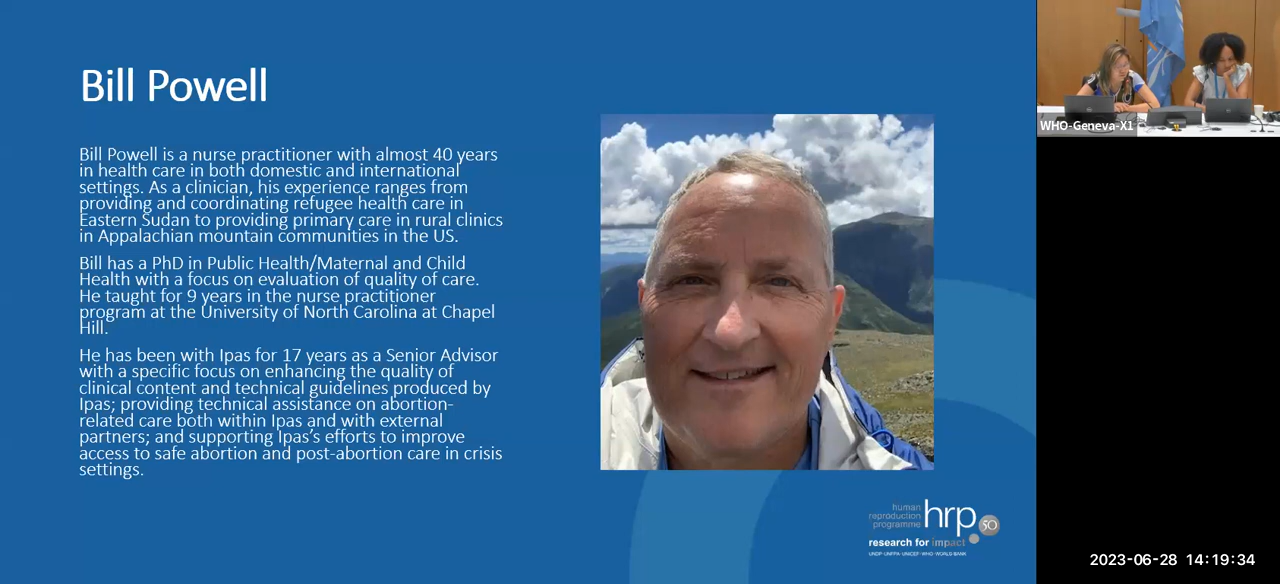 Bill Powell
Bill Powell is a nurse practitioner with almost 40 years
in health care in both domestic and international
settings. As a clinician, his experience ranges from
providing and coordinating refugee health care in
Eastern Sudan to providing primary care in rural clinics
in Appalachian mountain communities in the US.
Bill has a PhD in Public Health/Maternal and Child
Health with a focus on evaluation of quality of care.
He taught for 9 years in the nurse practitioner
program at the University of North Carolina at Chapel
Hill.
He has been with Ipas for 17 years as a Senior Advisor
with a specific focus on enhancing the quality of
clinical content and technical guidelines produced by
Ipas; providing technical assistance on abortion-
related care both within Ipas and with external
partners; and supporting Ipas's efforts to improve
access to safe abortion and post-abortion care in crisis
settings.
human
reproduction
programme
hrp
50
research for impact
UNDP·UNFPA·UNICEF·WHO·WORLD BANK
WHO-Geneva-X1
2023-06-28 14:19:34